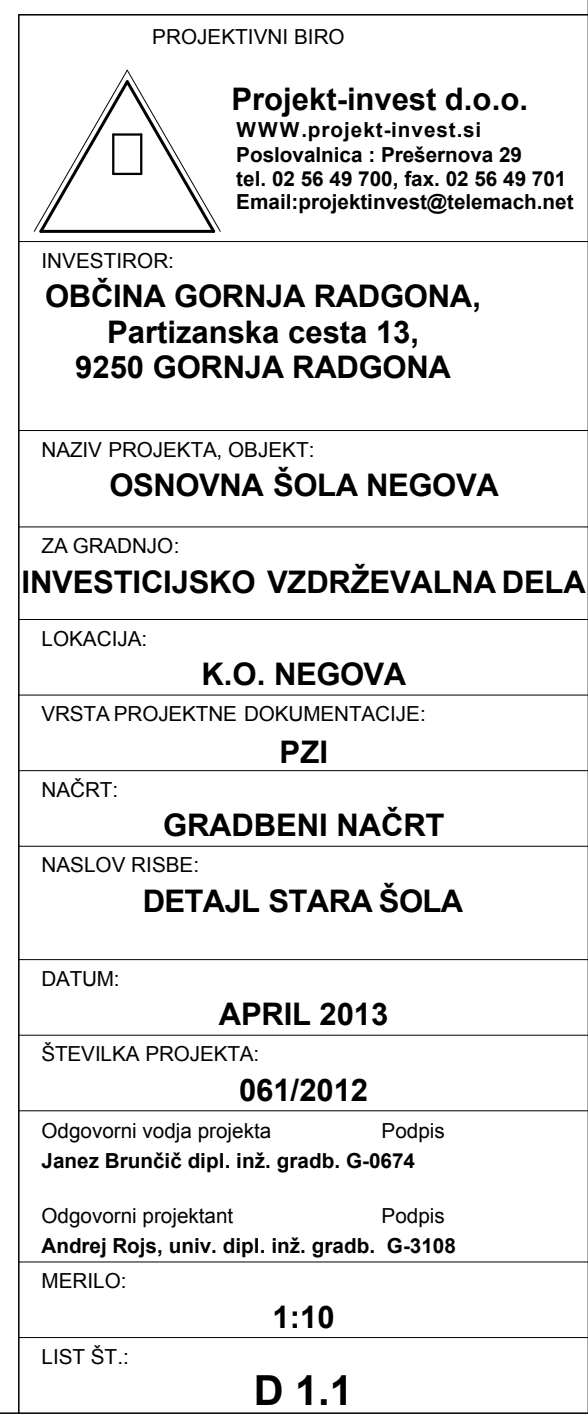 PROJEKTIVNI BIRO
Projekt-invest d.o.o.
WWW.projekt-invest.si
Poslovalnica : Prešernova 29
tel. 02 56 49 700, fax. 02 56 49 701
Email:projektinvest@telemach.net
INVESTIROR:
OBČINA GORNJA RADGONA,
Partizanska cesta 13,
9250 GORNJA RADGONA
NAZIV PROJEKTA, OBJEKT:
OSNOVNA ŠOLA NEGOVA
ZA GRADNJO:
INVESTICIJSKO VZDRŽEVALNA DELA
LOKACIJA:
K.O. NEGOVA
VRSTA PROJEKTNE DOKUMENTACIJE:
PZI
NAČRT:
GRADBENI NAČRT
NASLOV RISBE:
DETAJL STARA ŠOLA
DATUM:
APRIL 2013
ŠTEVILKA PROJEKTA:
061/2012
Odgovorni vodja projekta Podpis
Janez Brunčič dipl. inž. gradb. G-0674
Odgovorni projektant Podpis
Andrej Rojs, univ. dipl. inž. gradb. G-3108
MERILO:
1:10
LIST ŠT.:
D 1.1